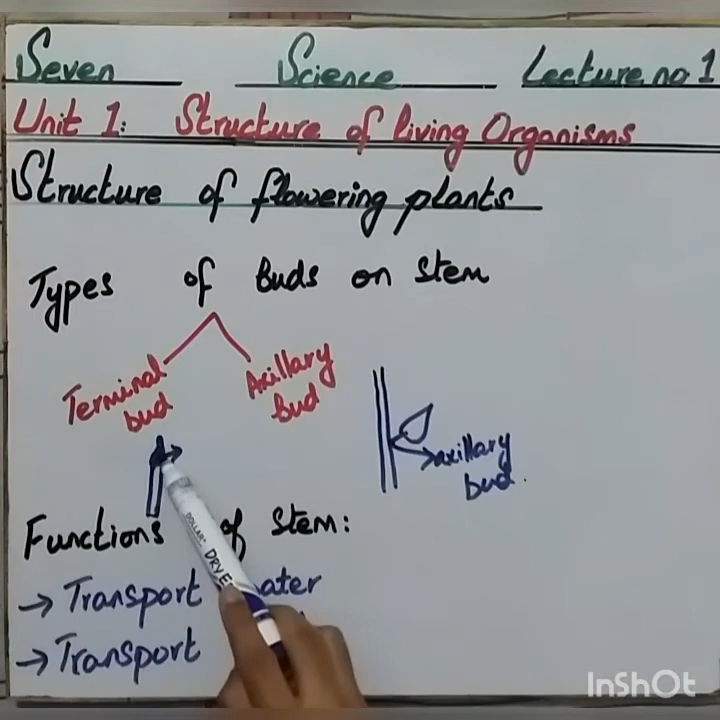 Seven Science Lecture no 1
Unit 1: Structure of living Organisms
Structure of flowering plants
Types of Buds on stem
Terminal bud
Axillary Bud
axillary bud.
Functions of Stem:
→ Transport
→ Transport
DOLLAR
InShOt